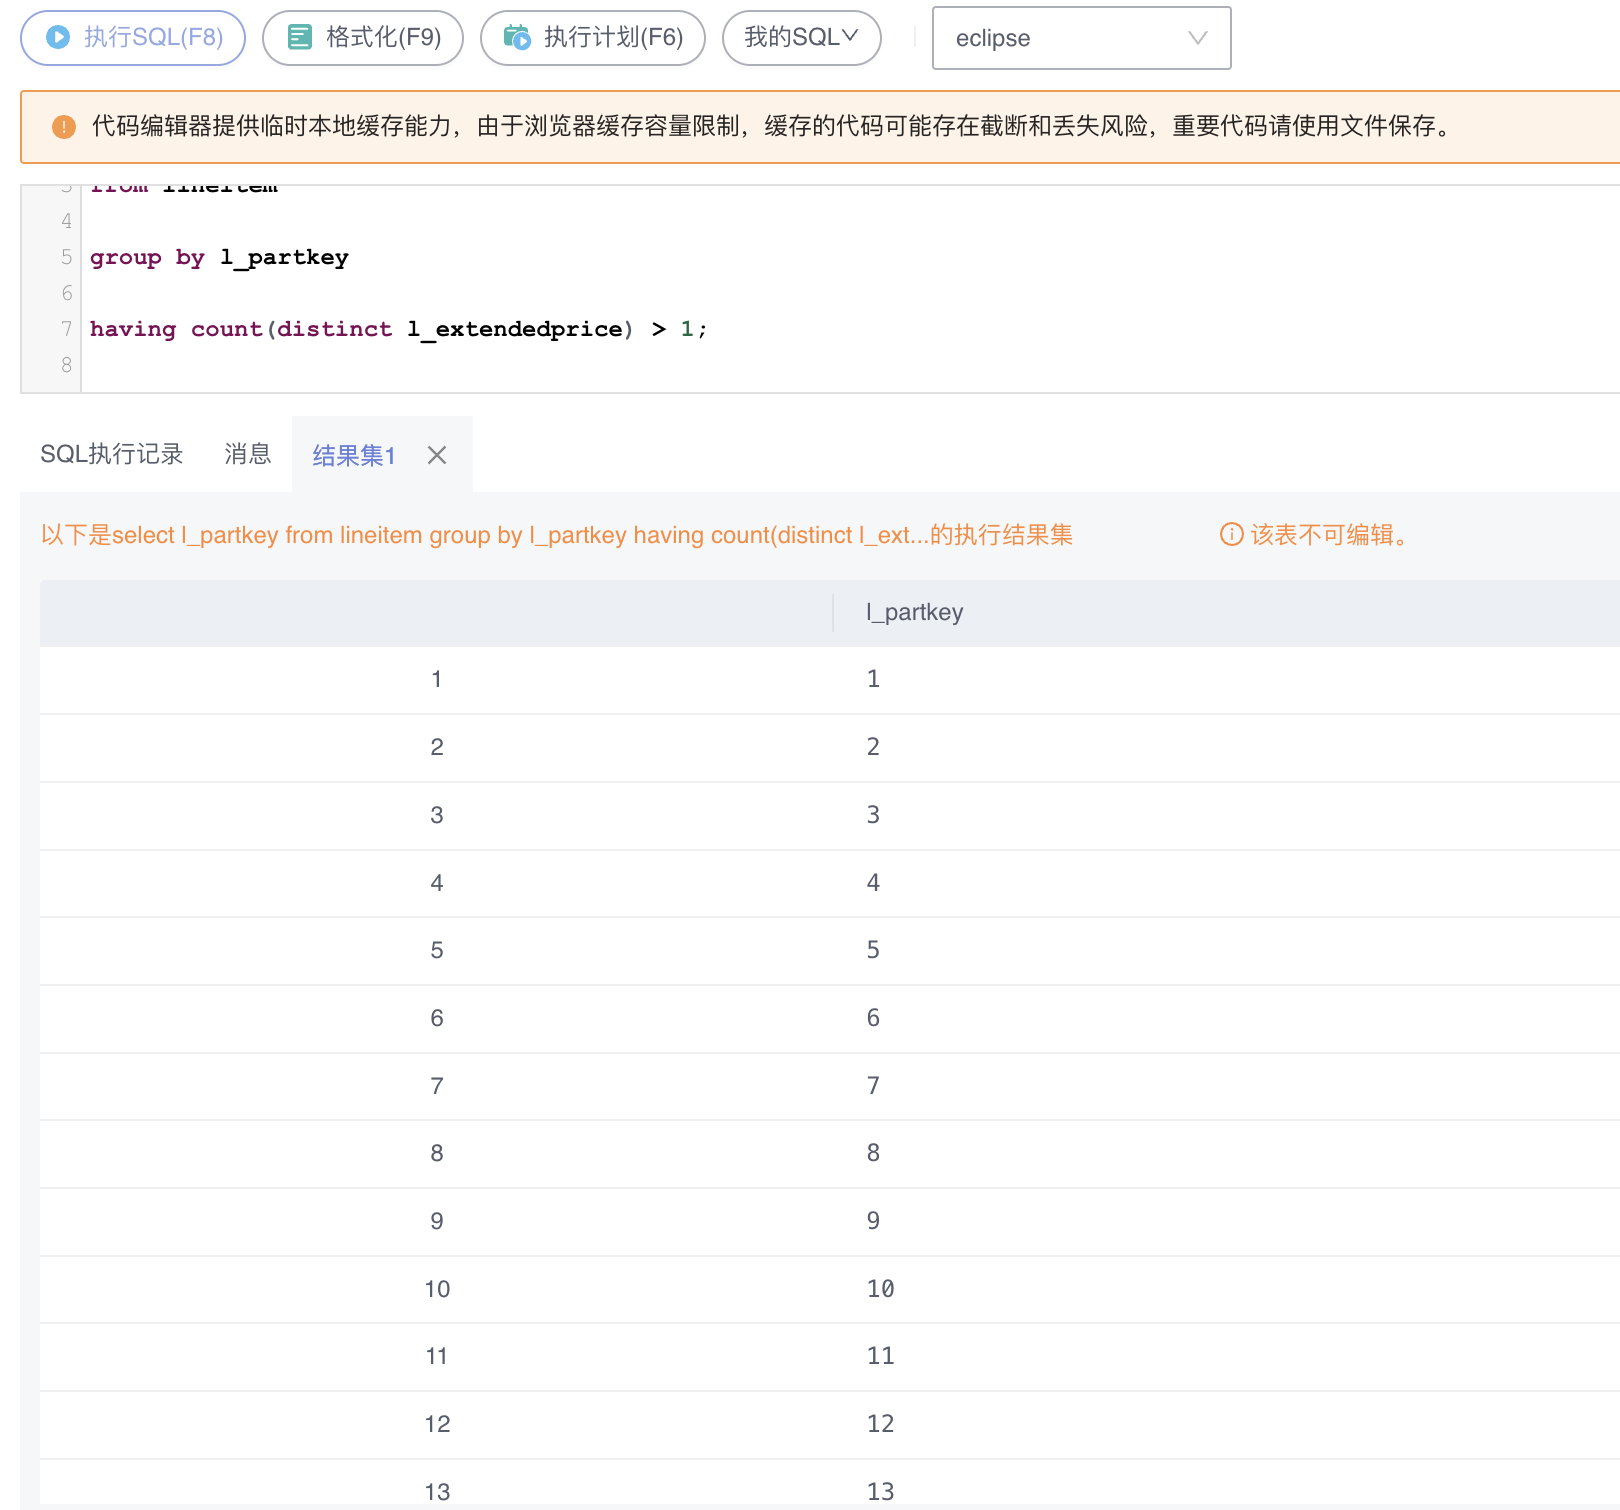 执行SQL(F8) 格式化(F9) 执行计划(F6) 我的SQL eclipse
代码编辑器提供临时本地缓存能力，由于浏览器缓存容量限制，缓存的代码可能存在截断和丢失风险，重要代码请使用文件保存。
3 from lineitem
4
5 group by l_partkey
6
7 having count(distinct l_extendedprice) > 1;
8
SQL执行记录 消息 结果集1
以下是select l_partkey from lineitem group by l_partkey having count(distinct l_ext...的执行结果集 该表不可编辑。
l_partkey
1 1
2 2
3 3
4 4
5 5
6 6
7 7
8 8
9 9
10 10
11 11
12 12
13 13